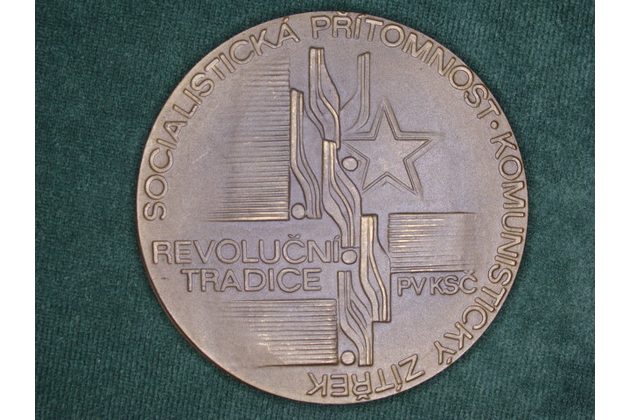 SOCIALISTICKÁ PŘÍTOMNOST · KOMUNISTICKÝ ZÍTŘEK
REVOLUČNÍ
TRADICE
PV KSČ